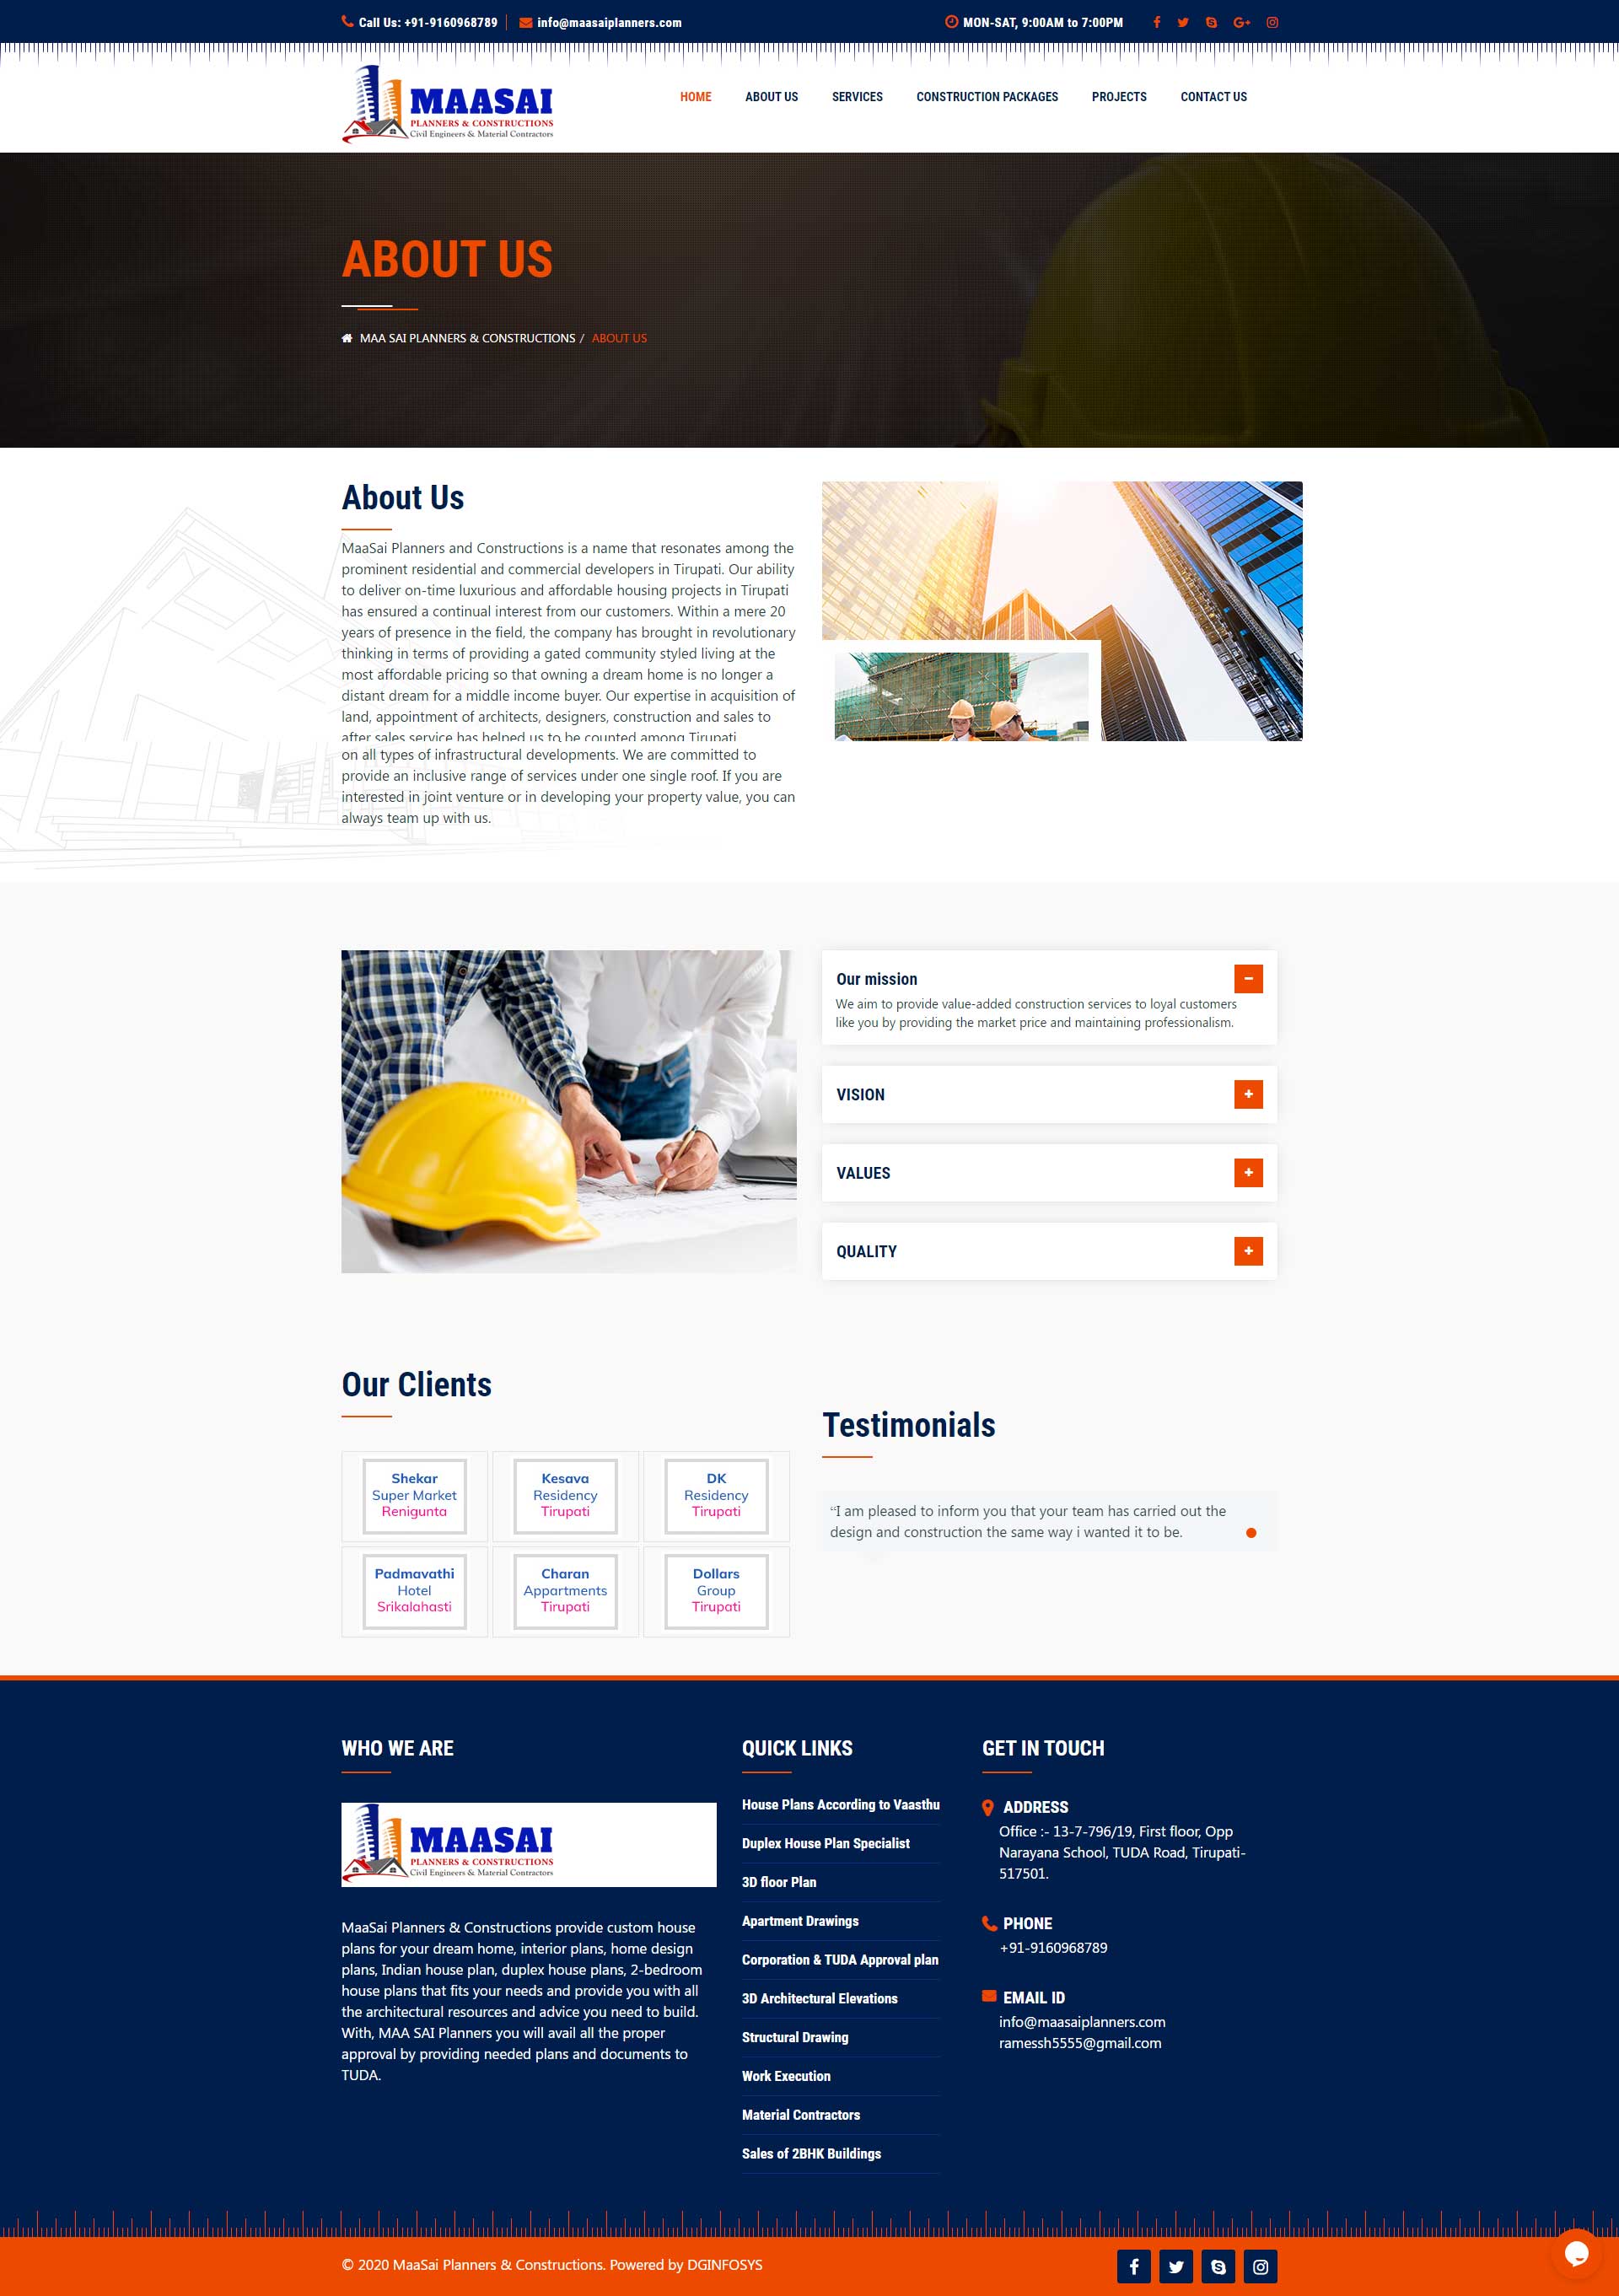 Call Us: +91-9160968789
info@maasaiplanners.com
MON-SAT, 9:00AM to 7:00PM
MAASAI
PLANNERS & CONSTRUCTIONS
Civil Engineers & Material Contractors
HOME
ABOUT US
SERVICES
CONSTRUCTION PACKAGES
PROJECTS
CONTACT US
ABOUT US
MAA SAI PLANNERS & CONSTRUCTIONS / ABOUT US
About Us
MaaSai Planners and Constructions is a name that resonates among the
prominent residential and commercial developers in Tirupati. Our ability
to deliver on-time luxurious and affordable housing projects in Tirupati
has ensured a continual interest from our customers. Within a mere 20
years of presence in the field, the company has brought in revolutionary
thinking in terms of providing a gated community styled living at the
most affordable pricing so that owning a dream home is no longer a
distant dream for a middle income buyer. Our expertise in acquisition of
land, appointment of architects, designers, construction and sales to
after sales service has helped us to be counted among Tirupati
on all types of infrastructural developments. We are committed to
provide an inclusive range of services under one single roof. If you are
interested in joint venture or in developing your property value, you can
always team up with us.
Our mission
We aim to provide value-added construction services to loyal customers
like you by providing the market price and maintaining professionalism.
VISION
VALUES
QUALITY
Our Clients
Shekar
Super Market
Renigunta
Kesava
Residency
Tirupati
DK
Residency
Tirupati
Padmavathi
Hotel
Srikalahasti
Charan
Appartments
Tirupati
Dollars
Group
Tirupati
Testimonials
“I am pleased to inform you that your team has carried out the
design and construction the same way i wanted it to be.
WHO WE ARE
MAASAI
PLANNERS & CONSTRUCTIONS
Civil Engineers & Material Contractors
MaaSai Planners & Constructions provide custom house
plans for your dream home, interior plans, home design
plans, Indian house plan, duplex house plans, 2-bedroom
house plans that fits your needs and provide you with all
the architectural resources and advice you need to build.
With, MAA SAI Planners you will avail all the proper
approval by providing needed plans and documents to
TUDA.
QUICK LINKS
House Plans According to Vaasthu
Duplex House Plan Specialist
3D floor Plan
Apartment Drawings
Corporation & TUDA Approval plan
3D Architectural Elevations
Structural Drawing
Work Execution
Material Contractors
Sales of 2BHK Buildings
GET IN TOUCH
ADDRESS
Office :- 13-7-796/19, First floor, Opp
Narayana School, TUDA Road, Tirupati-
517501.
PHONE
+91-9160968789
EMAIL ID
info@maasaiplanners.com
ramessh5555@gmail.com
© 2020 MaaSai Planners & Constructions. Powered by DGINFOSYS